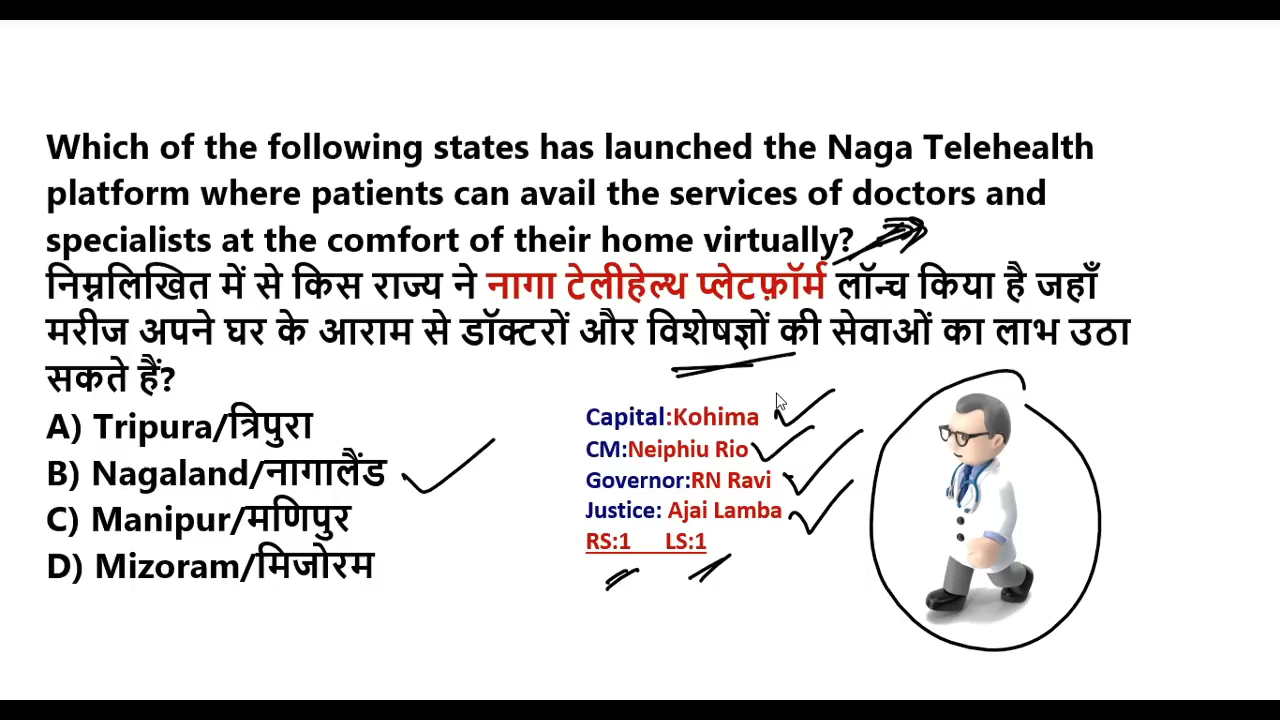 Which of the following states has launched the Naga Telehealth
platform where patients can avail the services of doctors and
specialists at the comfort of their home virtually?
निम्नलिखित में से किस राज्य ने नागा टेलीहेल्थ प्लेटफ़ॉर्म लॉन्च किया है जहाँ
मरीज अपने घर के आराम से डॉक्टरों और विशेषज्ञों की सेवाओं का लाभ उठा
सकते हैं?
A) Tripura/त्रिपुरा
B) Nagaland/नागालैंड
C) Manipur/मणिपुर
D) Mizoram/मिजोरम
Capital:Kohima
CM:Neiphiu Rio
Governor:RN Ravi
Justice: Ajai Lamba
RS:1 LS:1